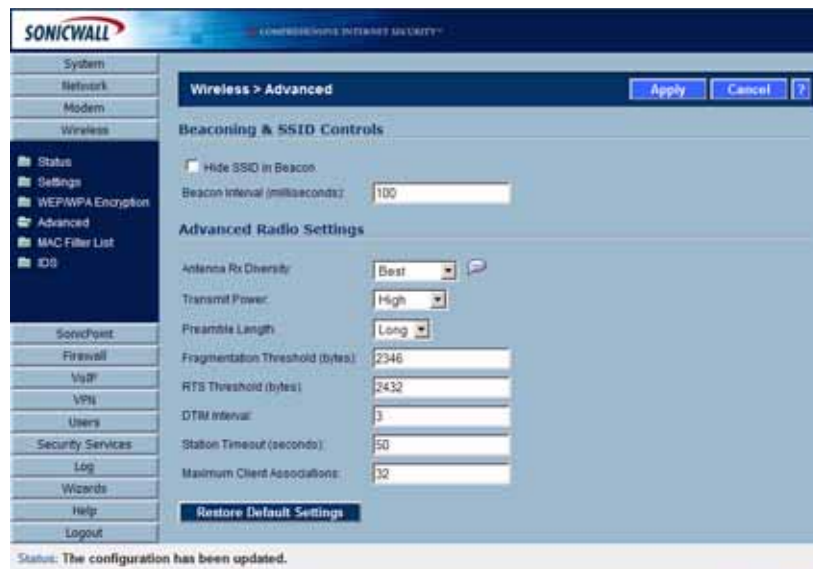 SONICWALL
COMPREHENSIVE INTERNET SECURITY™
System
Network
Modem
Wireless
Status
Settings
WEP/WPA Encryption
Advanced
MAC Filter List
IDS
SonicPoint
Firewall
VoIP
VPN
Users
Security Services
Log
Wizards
Help
Logout
Wireless > Advanced
Apply Cancel ?
Beaconing & SSID Controls
Hide SSID in Beacon
Beacon Interval (milliseconds): 100
Advanced Radio Settings
Antenna Rx Diversity: Best
Transmit Power: High
Preamble Length: Long
Fragmentation Threshold (bytes): 2346
RTS Threshold (bytes): 2432
DTIM Interval: 3
Station Timeout (seconds): 50
Maximum Client Associations: 32
Restore Default Settings
Status: The configuration has been updated.